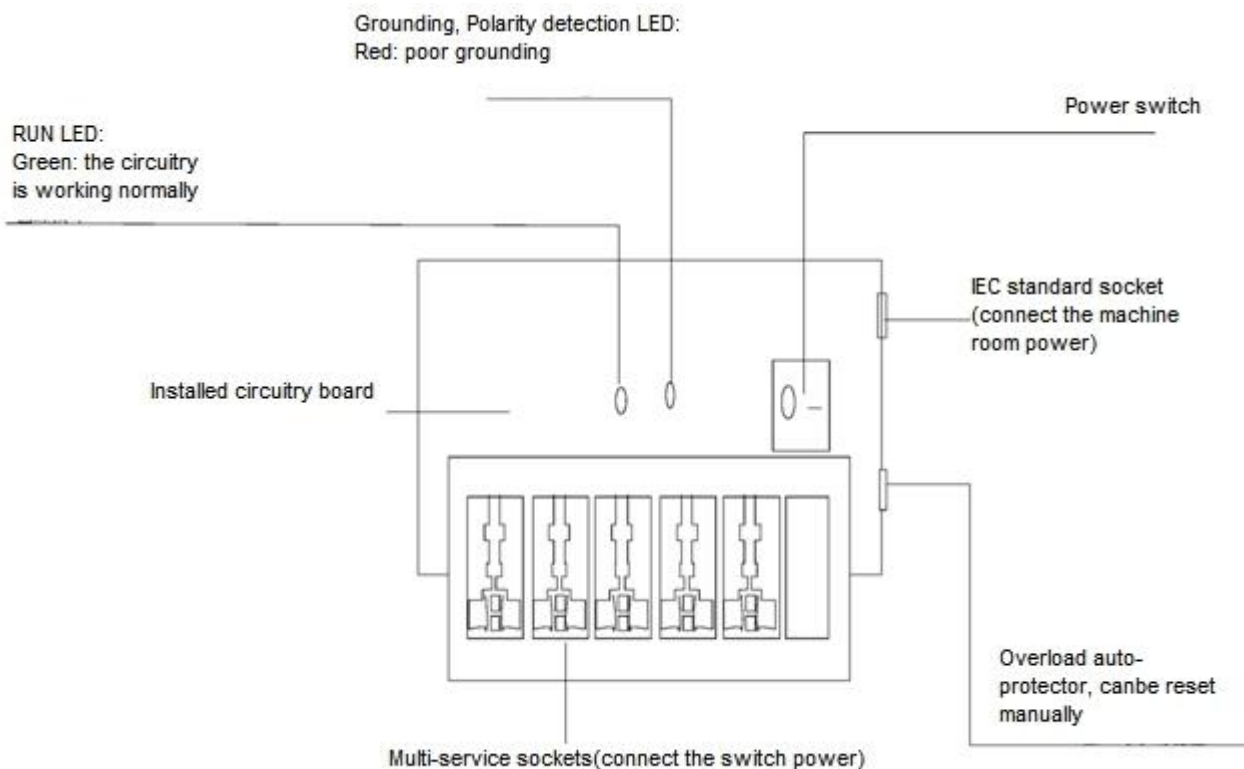 Grounding, Polarity detection LED:
Red: poor grounding
Power switch
RUN LED:
Green: the circuitry
is working normally
IEC standard socket
(connect the machine
room power)
Installed circuitry board
Overload auto-
protector, canbe reset
manually
Multi-service sockets(connect the switch power)